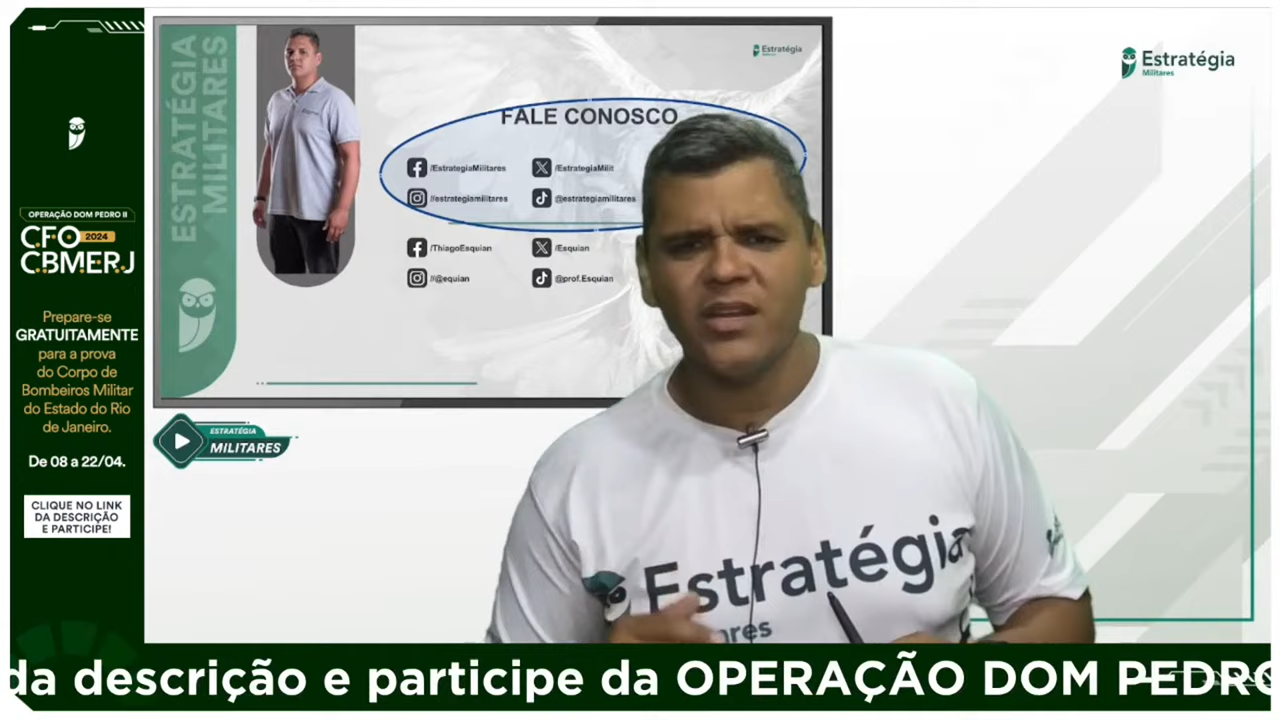 OPERAÇÃO DOM PEDRO II
CFO 2024
CBMERJ
Prepare-se
GRATUITAMENTE
para a prova
do Corpo de
Bombeiros Militar
do Estado do Rio
de Janeiro.
De 08 a 22/04.
CLIQUE NO LINK
DA DESCRIÇÃO
E PARTICIPE!
ESTRATÉGIA
MILITARES
Estratégia
FALE CONOSCO
/EstrategiaMilitares
/EstrategiaMilit
//estrategiamilitares
@estrategiamilitares
/ThiagoEsquian
/Esquian
//@equian
@prof.Esquian
ESTRATÉGIA
MILITARES
Estratégia
Militares
Estratégia
da descrição e participe da OPERAÇÃO DOM PEDRO